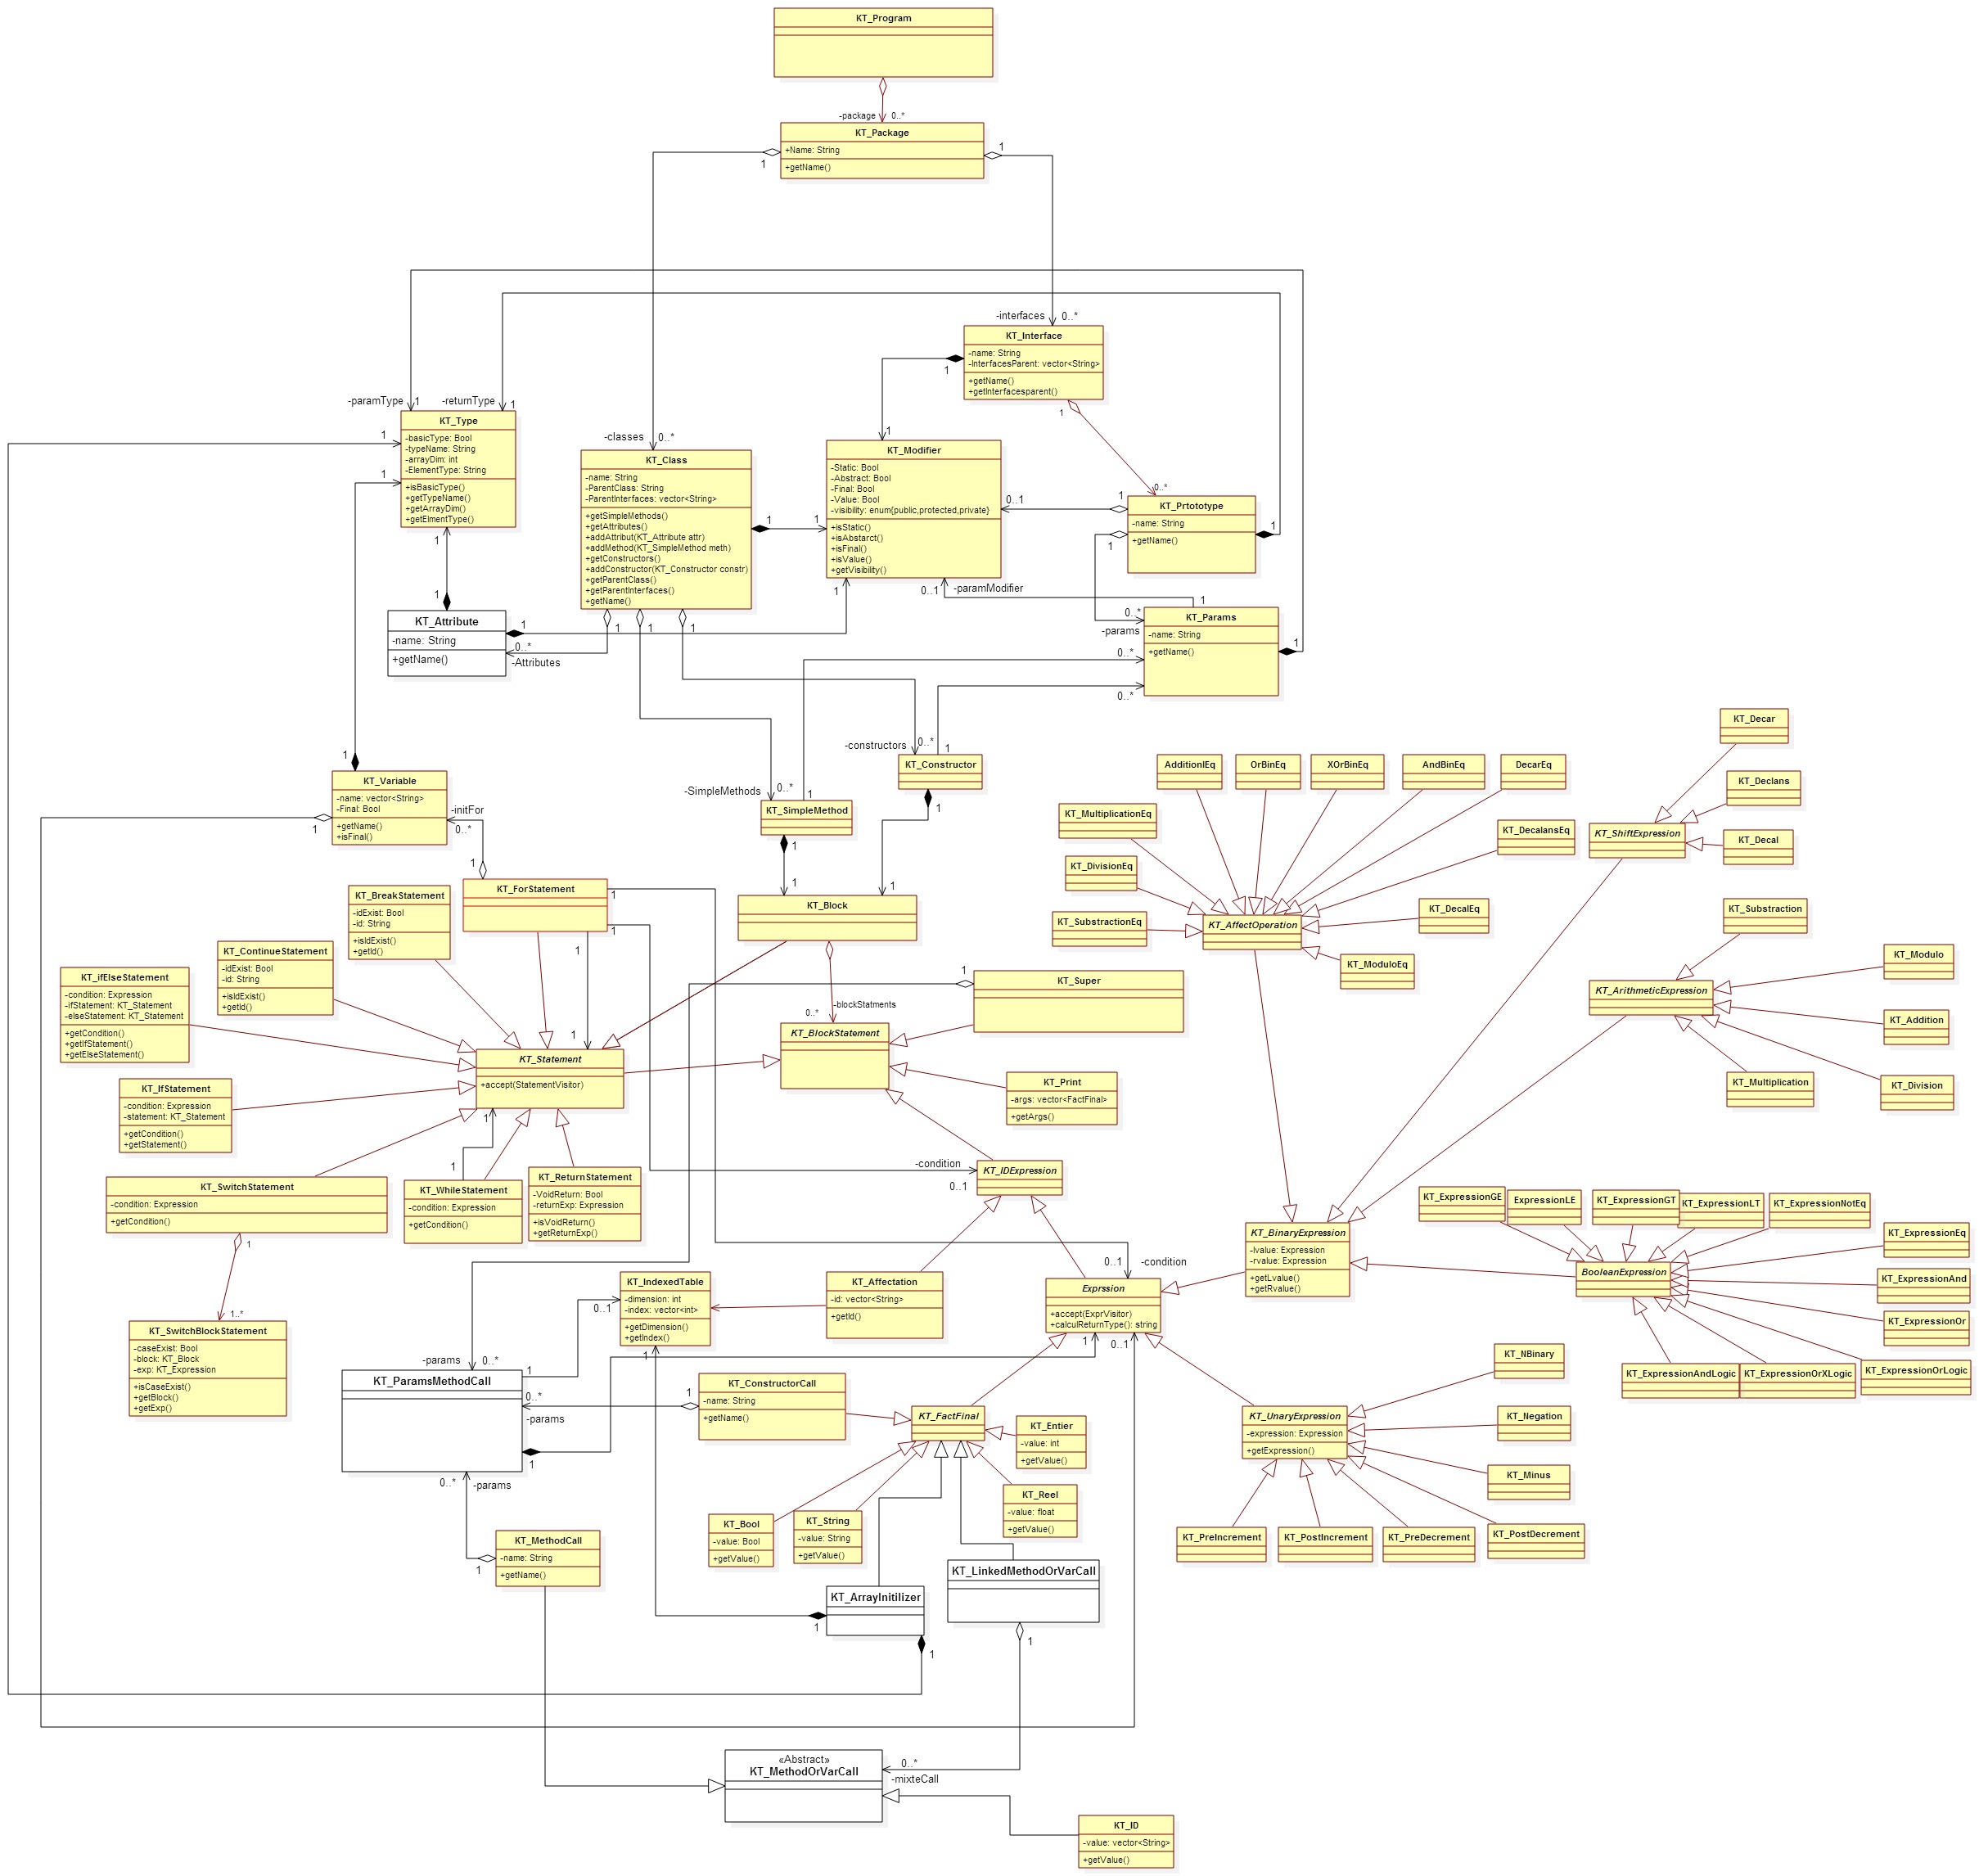 KT_Program
-package
0..*
KT_Package
+Name: String
+getName()
1
1
-interfaces
0..*
KT_Interface
-name: String
-InterfacesParent: vector<String>
+getName()
+getInterfacesparent()
1
1
-paramType
1
-returnType
1
KT_Type
-basicType: Bool
-typeName: String
-arrayDim: int
-ElementType: String
+isBasicType()
+getTypeName()
+getArrayDim()
+getElmentType()
1
1
1
-classes
0..*
KT_Class
-name: String
-ParentClass: String
-ParentInterfaces: vector<String>
+getSimpleMethods()
+getAttributes()
+addAttribut(KT_Attribute attr)
+addMethod(KT_SimpleMethod meth)
+getConstructors()
+addConstructor(KT_Constructor constr)
+getParentClass()
+getParentInterfaces()
+getName()
1
1
1
1
1
KT_Modifier
-Static: Bool
-Abstract: Bool
-Final: Bool
-Value: Bool
-visibility: enum{public,protected,private}
+isStatic()
+isAbstarct()
+isFinal()
+isValue()
+getVisibility()
1
0..1
1
0..1
-paramModifier
0..*
KT_Prtototype
-name: String
+getName()
1
1
1
0..*
-params
KT_Params
-name: String
+getName()
1
1
0..*
0..*
KT_Attribute
-name: String
+getName()
1
1
0..*
-Attributes
-constructors
0..*
KT_Constructor
1
1
-SimpleMethods
0..*
KT_SimpleMethod
1
1
KT_Variable
-name: vector<String>
-Final: Bool
+getName()
+isFinal()
1
1
-initFor
0..*
1
KT_ForStatement
1
1
1
1
KT_Block
1
1
-blockStatments
0..*
KT_BreakStatement
-idExist: Bool
-id: String
+isIdExist()
+getId()
KT_ContinueStatement
-idExist: Bool
-id: String
+isIdExist()
+getId()
KT_ifElseStatement
-condition: Expression
-ifStatement: KT_Statement
-elseStatement: KT_Statement
+getCondition()
+getIfStatement()
+getElseStatement()
KT_IfStatement
-condition: Expression
-statement: KT_Statement
+getCondition()
+getStatement()
KT_Statement
+accept(StatementVisitor)
1
KT_BlockStatement
KT_Super
1
KT_Print
-args: vector<FactFinal>
+getArgs()
KT_SwitchStatement
-condition: Expression
+getCondition()
1
1..*
KT_SwitchBlockStatement
-caseExist: Bool
-block: KT_Block
-exp: KT_Expression
+isCaseExist()
+getBlock()
+getExp()
1
KT_WhileStatement
-condition: Expression
+getCondition()
KT_ReturnStatement
-VoidReturn: Bool
-returnExp: Expression
+isVoidReturn()
+getReturnExp()
-condition
0..1
KT_IDExpression
0..1
-condition
Exprssion
+accept(ExprVisitor)
+calculReturnType(): string
1
0..1
KT_IndexedTable
-dimension: int
-index: vector<int>
+getDimension()
+getIndex()
0..1
1
KT_Affectation
-id: vector<String>
+getId()
-params
0..*
KT_ParamsMethodCall
1
0..*
-params
1
0..*
-params
KT_ConstructorCall
-name: String
+getName()
1
KT_FactFinal
KT_Entier
-value: int
+getValue()
KT_Reel
-value: float
+getValue()
KT_Bool
-value: Bool
+getValue()
KT_String
-value: String
+getValue()
KT_MethodCall
-name: String
+getName()
1
KT_ArrayInitilizer
1
1
KT_LinkedMethodOrVarCall
1
0..*
-mixteCall
«Abstract»
KT_MethodOrVarCall
KT_ID
-value: vector<String>
+getValue()
AdditionlEq
OrBinEq
XOrBinEq
AndBinEq
DecarEq
KT_MultiplicationEq
KT_DecalansEq
KT_DivisionEq
KT_SubstractionEq
KT_DecalEq
KT_AffectOperation
KT_ModuloEq
KT_Decar
KT_Declans
KT_Decal
KT_ShiftExpression
KT_Substraction
KT_Modulo
KT_ArithmeticExpression
KT_Addition
KT_Multiplication
KT_Division
KT_BinaryExpression
-lvalue: Expression
-rvalue: Expression
+getLvalue()
+getRvalue()
KT_ExpressionGE
ExpressionLE
KT_ExpressionGT
KT_ExpressionLT
KT_ExpressionNotEq
KT_ExpressionEq
BooleanExpression
KT_ExpressionAnd
KT_ExpressionOr
KT_ExpressionAndLogic
KT_ExpressionOrXLogic
KT_ExpressionOrLogic
KT_NBinary
KT_UnaryExpression
-expression: Expression
+getExpression()
KT_Negation
KT_Minus
KT_PreIncrement
KT_PostIncrement
KT_PreDecrement
KT_PostDecrement